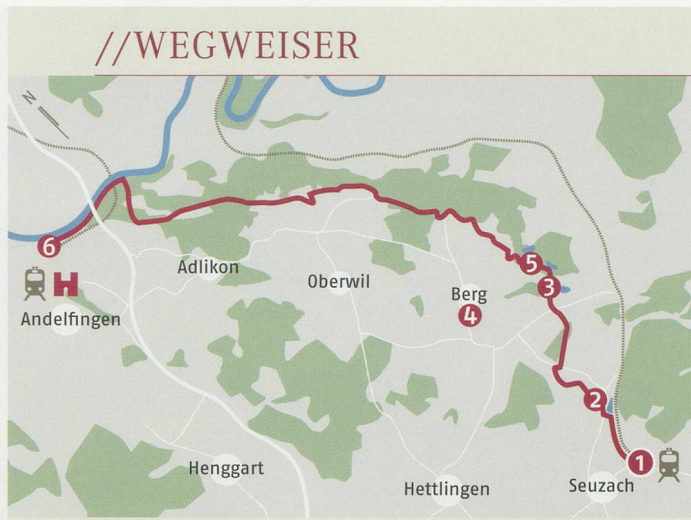 //WEGWEISER
N
6
Adlikon
Oberwil
5
3
Berg
4
Andelfingen
2
1
Henggart
Hettlingen
Seuzach